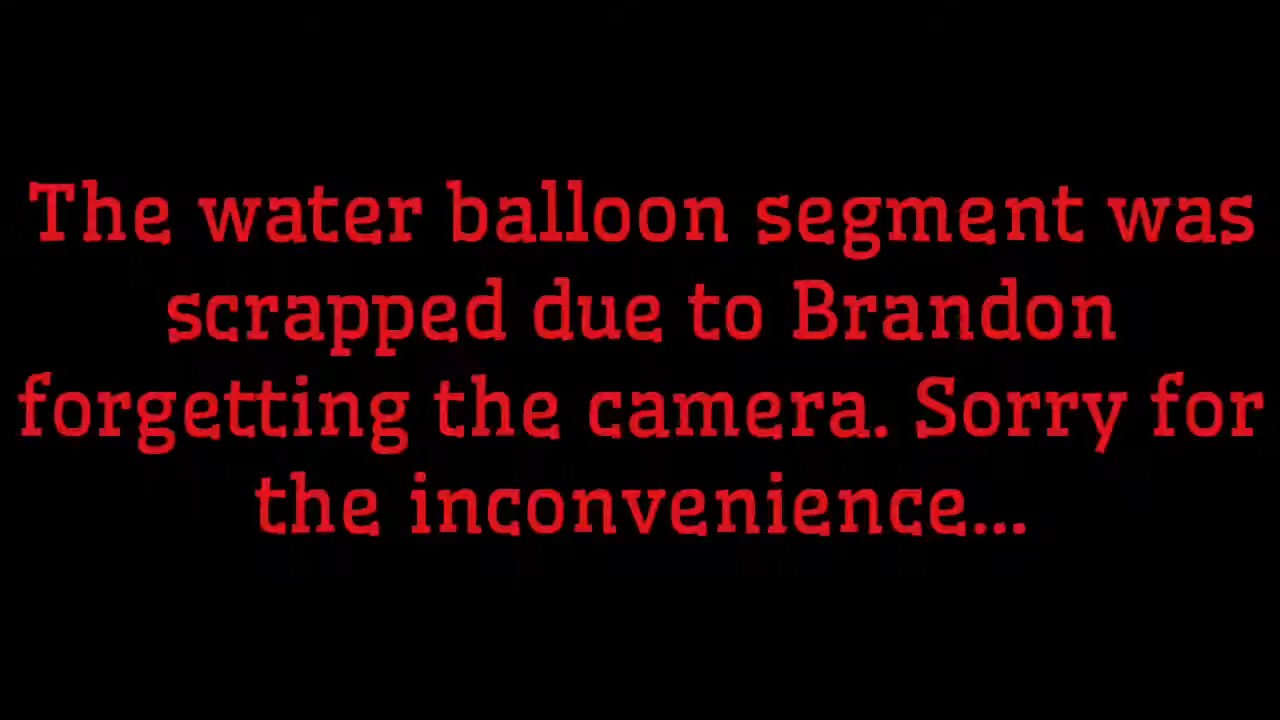 The water balloon segment was
scrapped due to Brandon
forgetting the camera. Sorry for
the inconvenience...